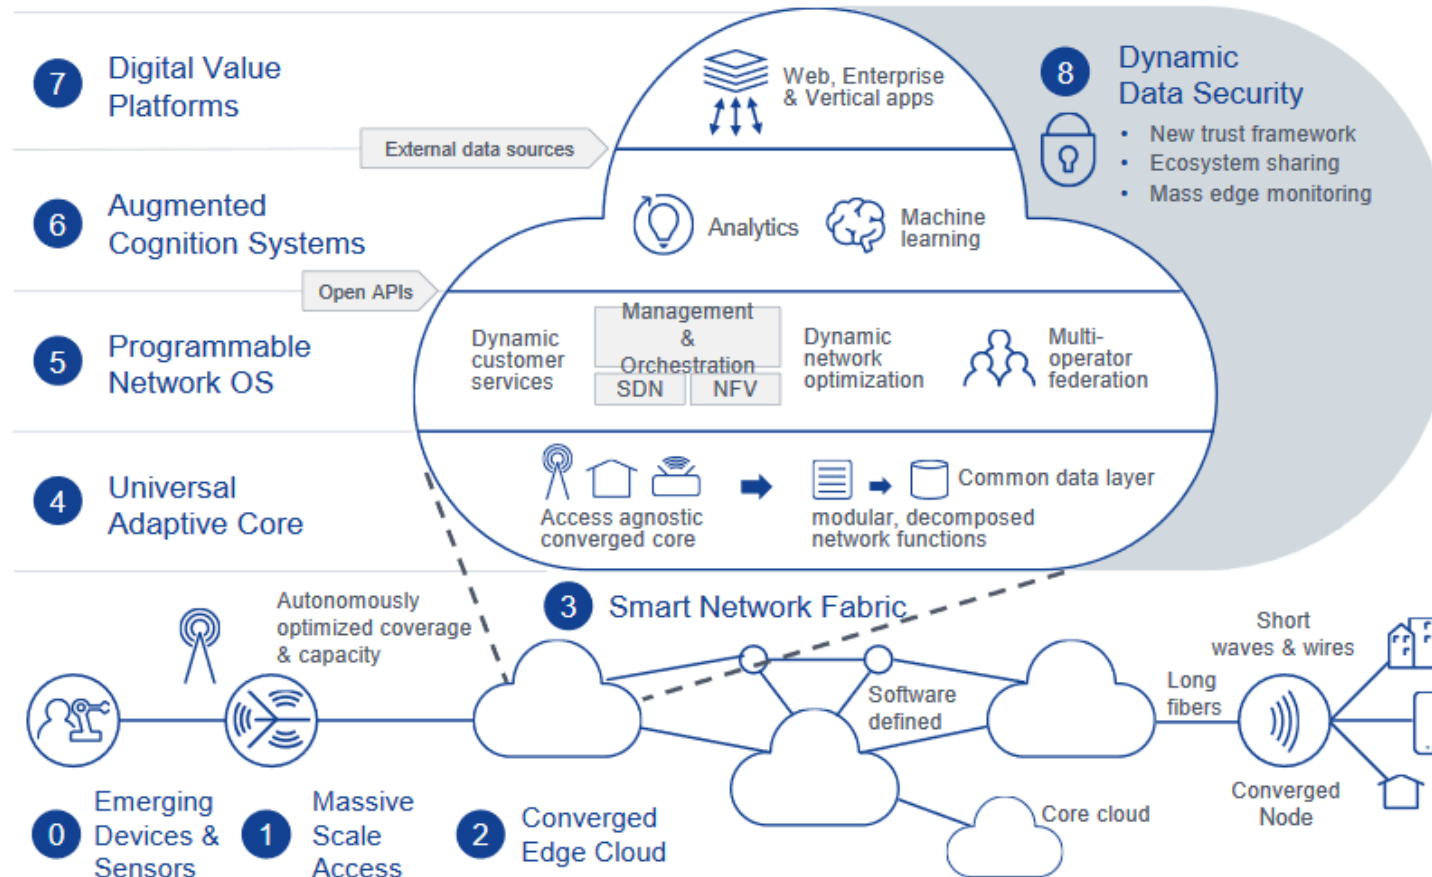 7
Digital Value
Platforms
Web, Enterprise
& Vertical apps
8
Dynamic
Data Security
• New trust framework
• Ecosystem sharing
• Mass edge monitoring
External data sources
6
Augmented
Cognition Systems
Analytics
Machine
learning
Open APIs
5
Programmable
Network OS
Dynamic
customer
services
Management
&
Orchestration
SDN
NFV
Dynamic
network
optimization
Multi-
operator
federation
4
Universal
Adaptive Core
Access agnostic
converged core
Common data layer
modular, decomposed
network functions
3
Smart Network Fabric
Autonomously
optimized coverage
& capacity
Software
defined
Long
fibers
Short
waves & wires
Converged
Node
Core cloud
0
Emerging
Devices &
Sensors
1
Massive
Scale
Access
2
Converged
Edge Cloud